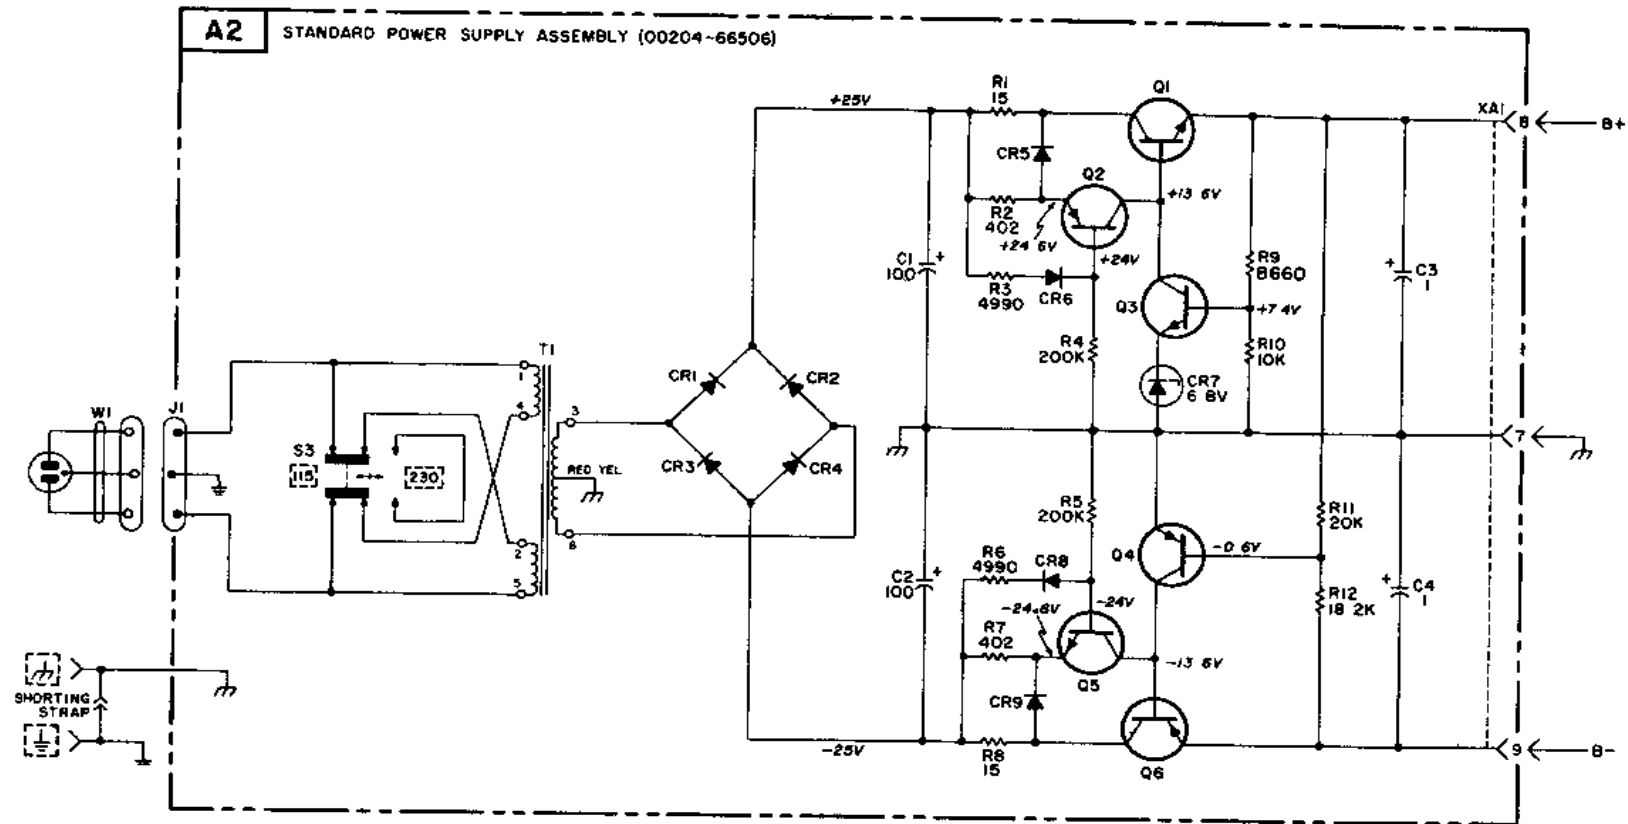 A2 STANDARD POWER SUPPLY ASSEMBLY (00204-66506)
+25V
R1
15
Q1
XA1
8
B+
CR5
Q2
R2
402
+24 6V
+13 6V
+24V
C1
100
+
R3
4990
CR6
Q3
R9
8660
+7 4V
+
C3
1
R4
200K
R10
10K
CR7
6 8V
T1
1
4
CR1
CR2
W1
J1
3
7
S3
115
230
RED YEL
CR3
CR4
R5
200K
R11
20K
2
5
6
Q4
-0 6V
R6
4990
CR8
C2
100
+
-24V
-24.6V
R12
18 2K
+
C4
1
R7
402
Q5
-13 6V
CR9
SHORTING
STRAP
-25V
R8
15
Q6
9
B-